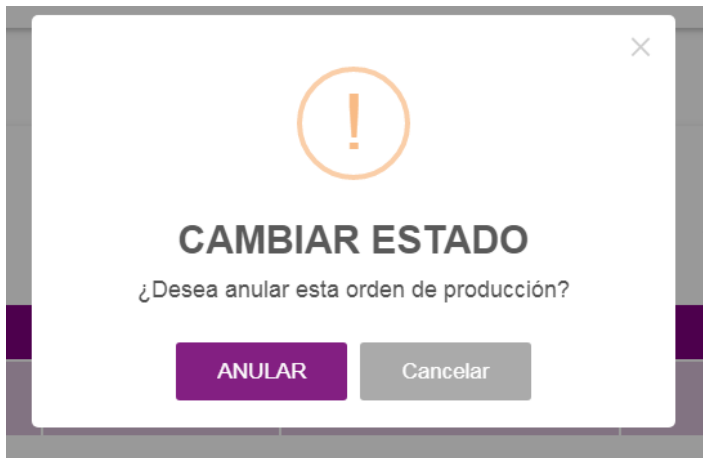 CAMBIAR ESTADO
¿Desea anular esta orden de producción?
ANULAR Cancelar